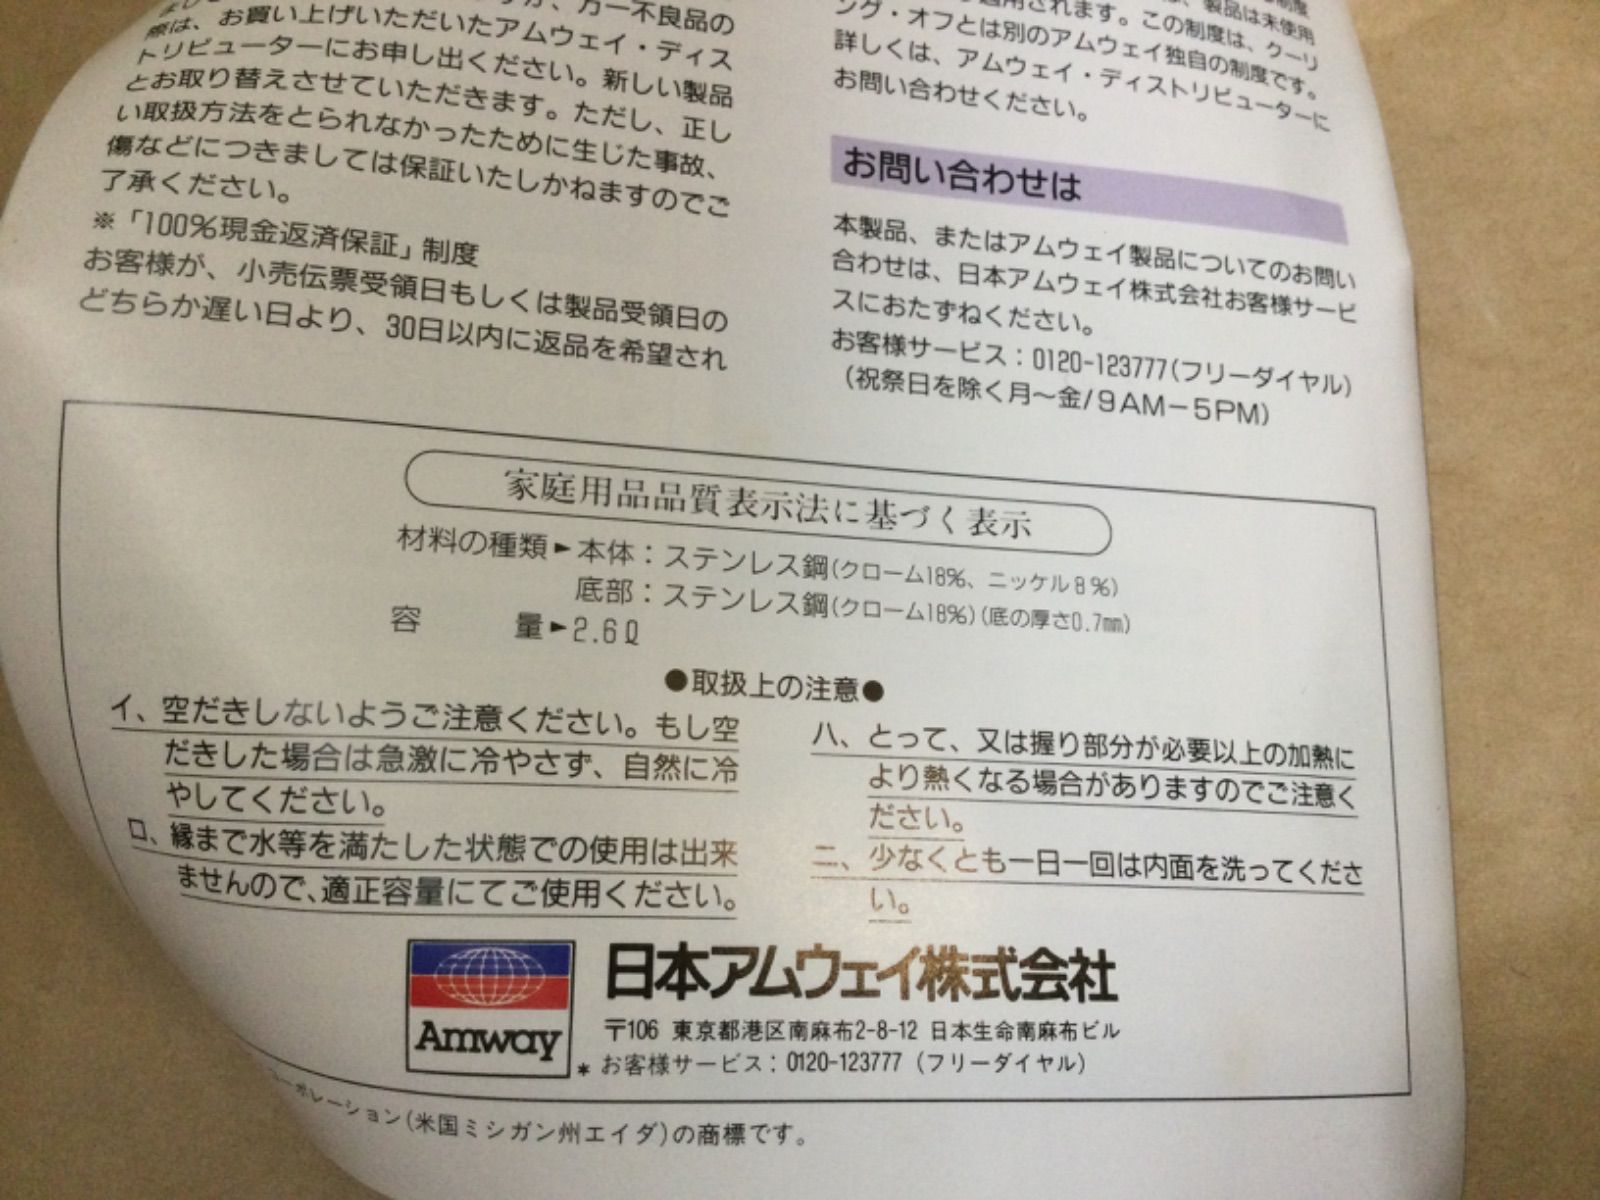 万一不良品の
際は、お買い上げいただいたアムウェイ・ディス
トリビューターにお申し出ください。新しい製品
とお取り替えさせていただきます。ただし、正し
い取扱方法をとられなかったために生じた事故、
傷などにつきましては保証いたしかねますのでご
了承ください。
※「100%現金返済保証」制度
お客様が、小売伝票受領日もしくは製品受領日の
どちらか遅い日より、30日以内に返品を希望され
製品は未使用
適用されます。この制度は、クーリ
ング・オフとは別のアムウェイ独自の制度です。
詳しくは、アムウェイ・ディストリビューターに
お問い合わせください。
お問い合わせは
本製品、またはアムウェイ製品についてのお問い
合わせは、日本アムウェイ株式会社お客様サービ
スにおたずねください。
お客様サービス：0120-123777(フリーダイヤル)
(祝祭日を除く月～金/9AM－5PM)
家庭用品品質表示法に基づく表示
材料の種類►本体：ステンレス鋼(クローム18%、ニッケル8%)
底部：ステンレス鋼(クローム18%)(底の厚さ0.7mm)
容 量►2.6ℓ
●取扱上の注意●
イ、空だきしないようご注意ください。もし空
だきした場合は急激に冷やさず、自然に冷
やしてください。
ロ、縁まで水等を満たした状態での使用は出来
ませんので、適正容量にてご使用ください。
ハ、とって、又は握り部分が必要以上の加熱に
より熱くなる場合がありますのでご注意く
ださい。
ニ、少なくとも一日一回は内面を洗ってくださ
い。
Amway
日本アムウェイ株式会社
〒106 東京都港区南麻布2-8-12 日本生命南麻布ビル
＊お客様サービス：0120-123777 (フリーダイヤル)
ーポレーション(米国ミシガン州エイダ)の商標です。